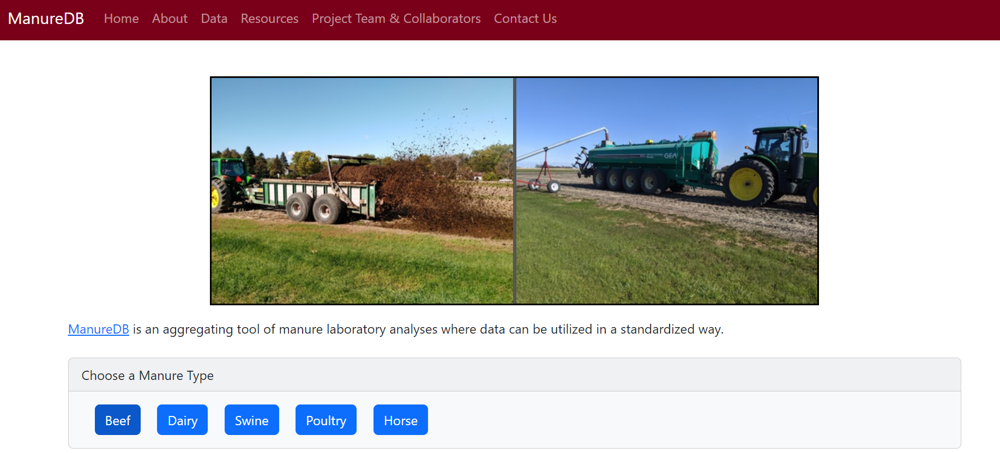 ManureDB Home About Data Resources Project Team & Collaborators Contact Us
GEA
ManureDB is an aggregating tool of manure laboratory analyses where data can be utilized in a standardized way.
Choose a Manure Type
Beef Dairy Swine Poultry Horse